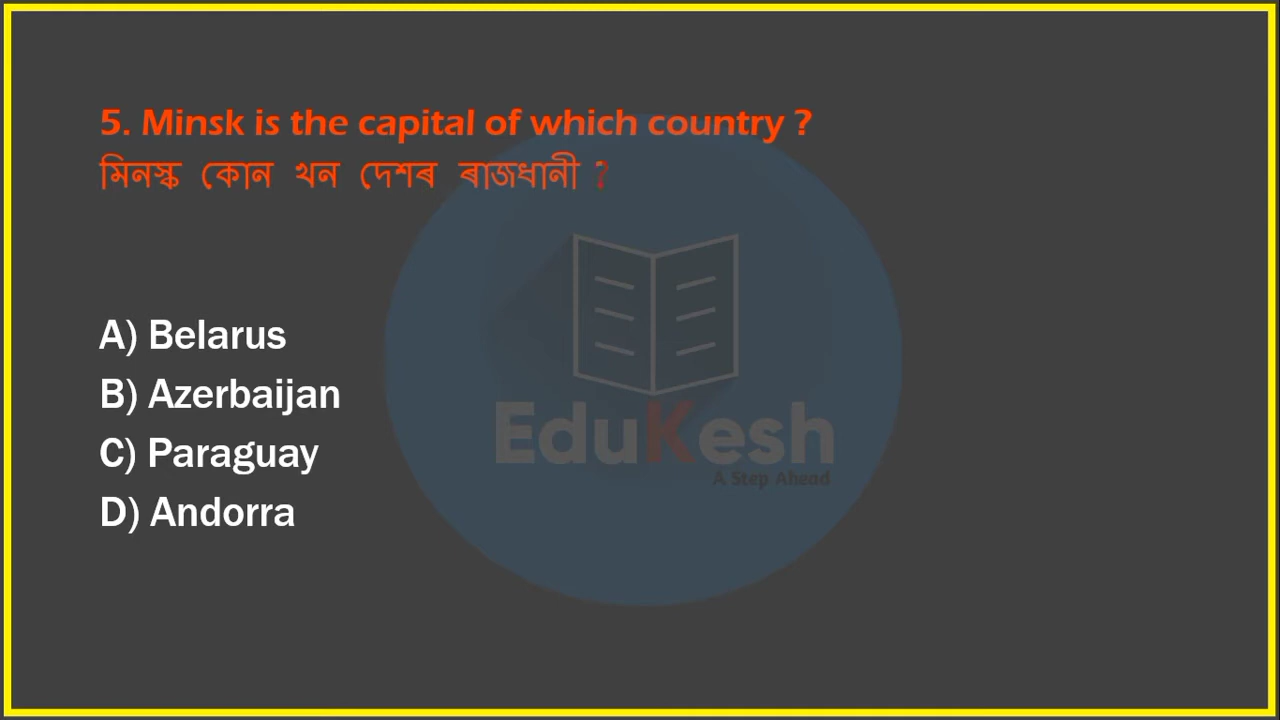 5. Minsk is the capital of which country ?
মিনস্ক কোন খন দেশৰ ৰাজধানী ?
A) Belarus
B) Azerbaijan
C) Paraguay
D) Andorra
EduKesh
A Step Ahead